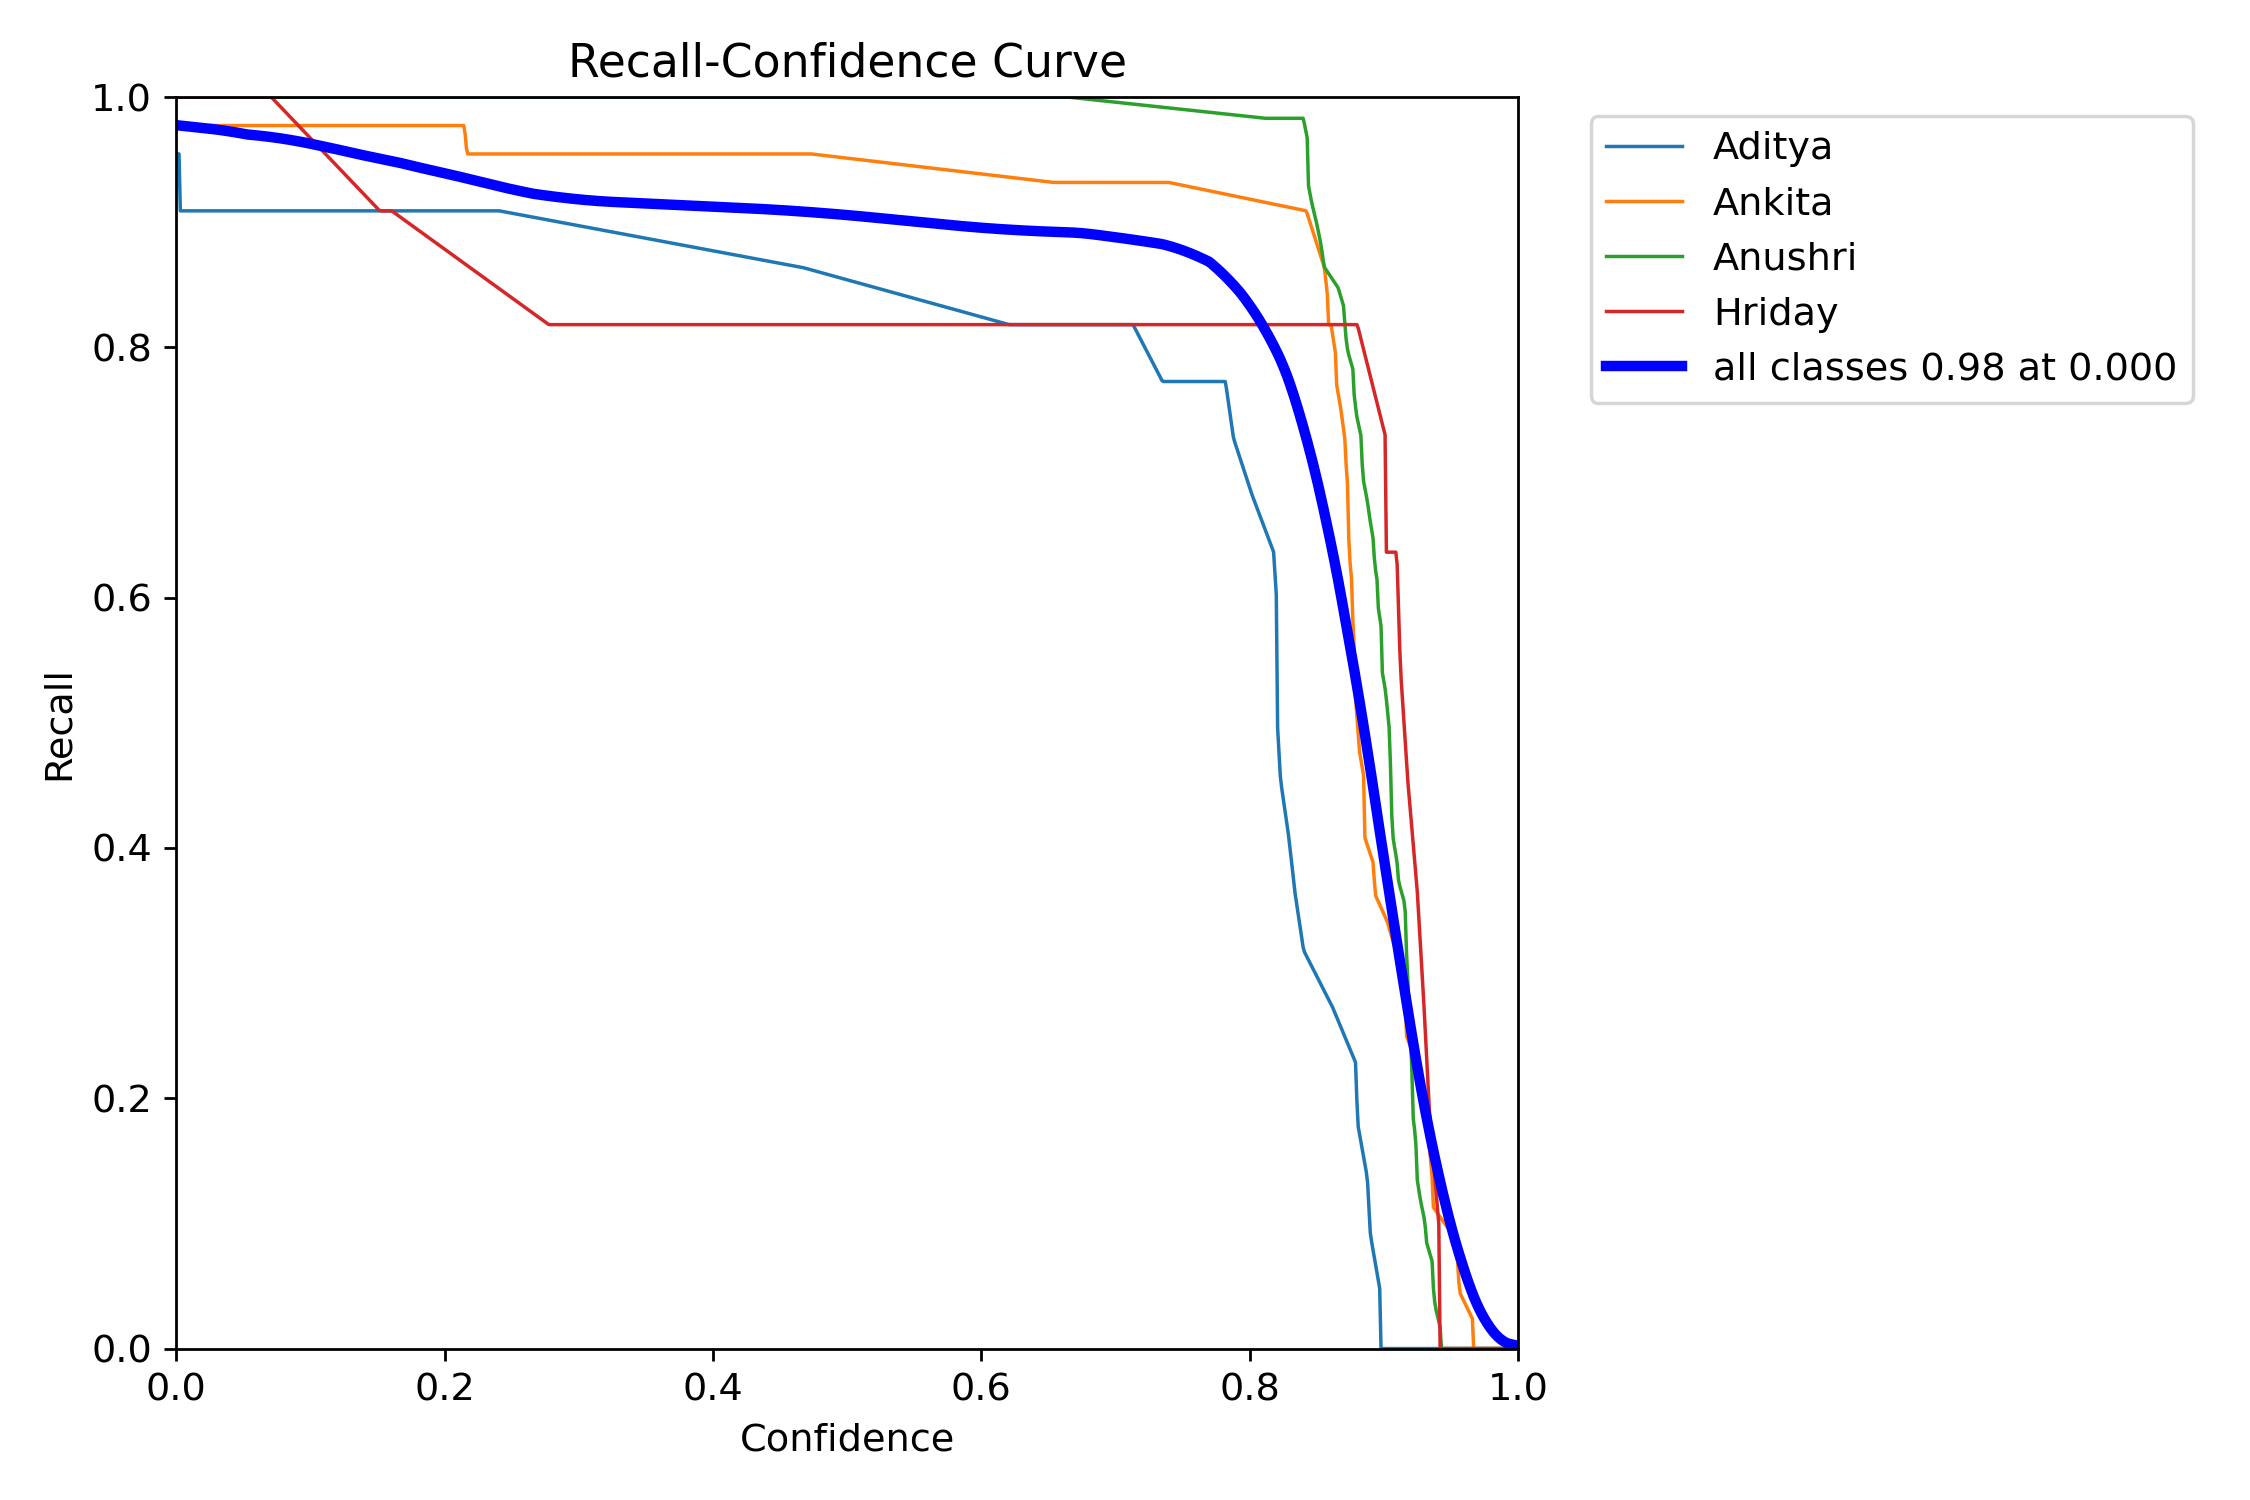 Recall-Confidence Curve
1.0
0.8
0.6
0.4
0.2
0.0
Recall
0.0 0.2 0.4 0.6 0.8 1.0
Confidence
Aditya
Ankita
Anushri
Hriday
all classes 0.98 at 0.000